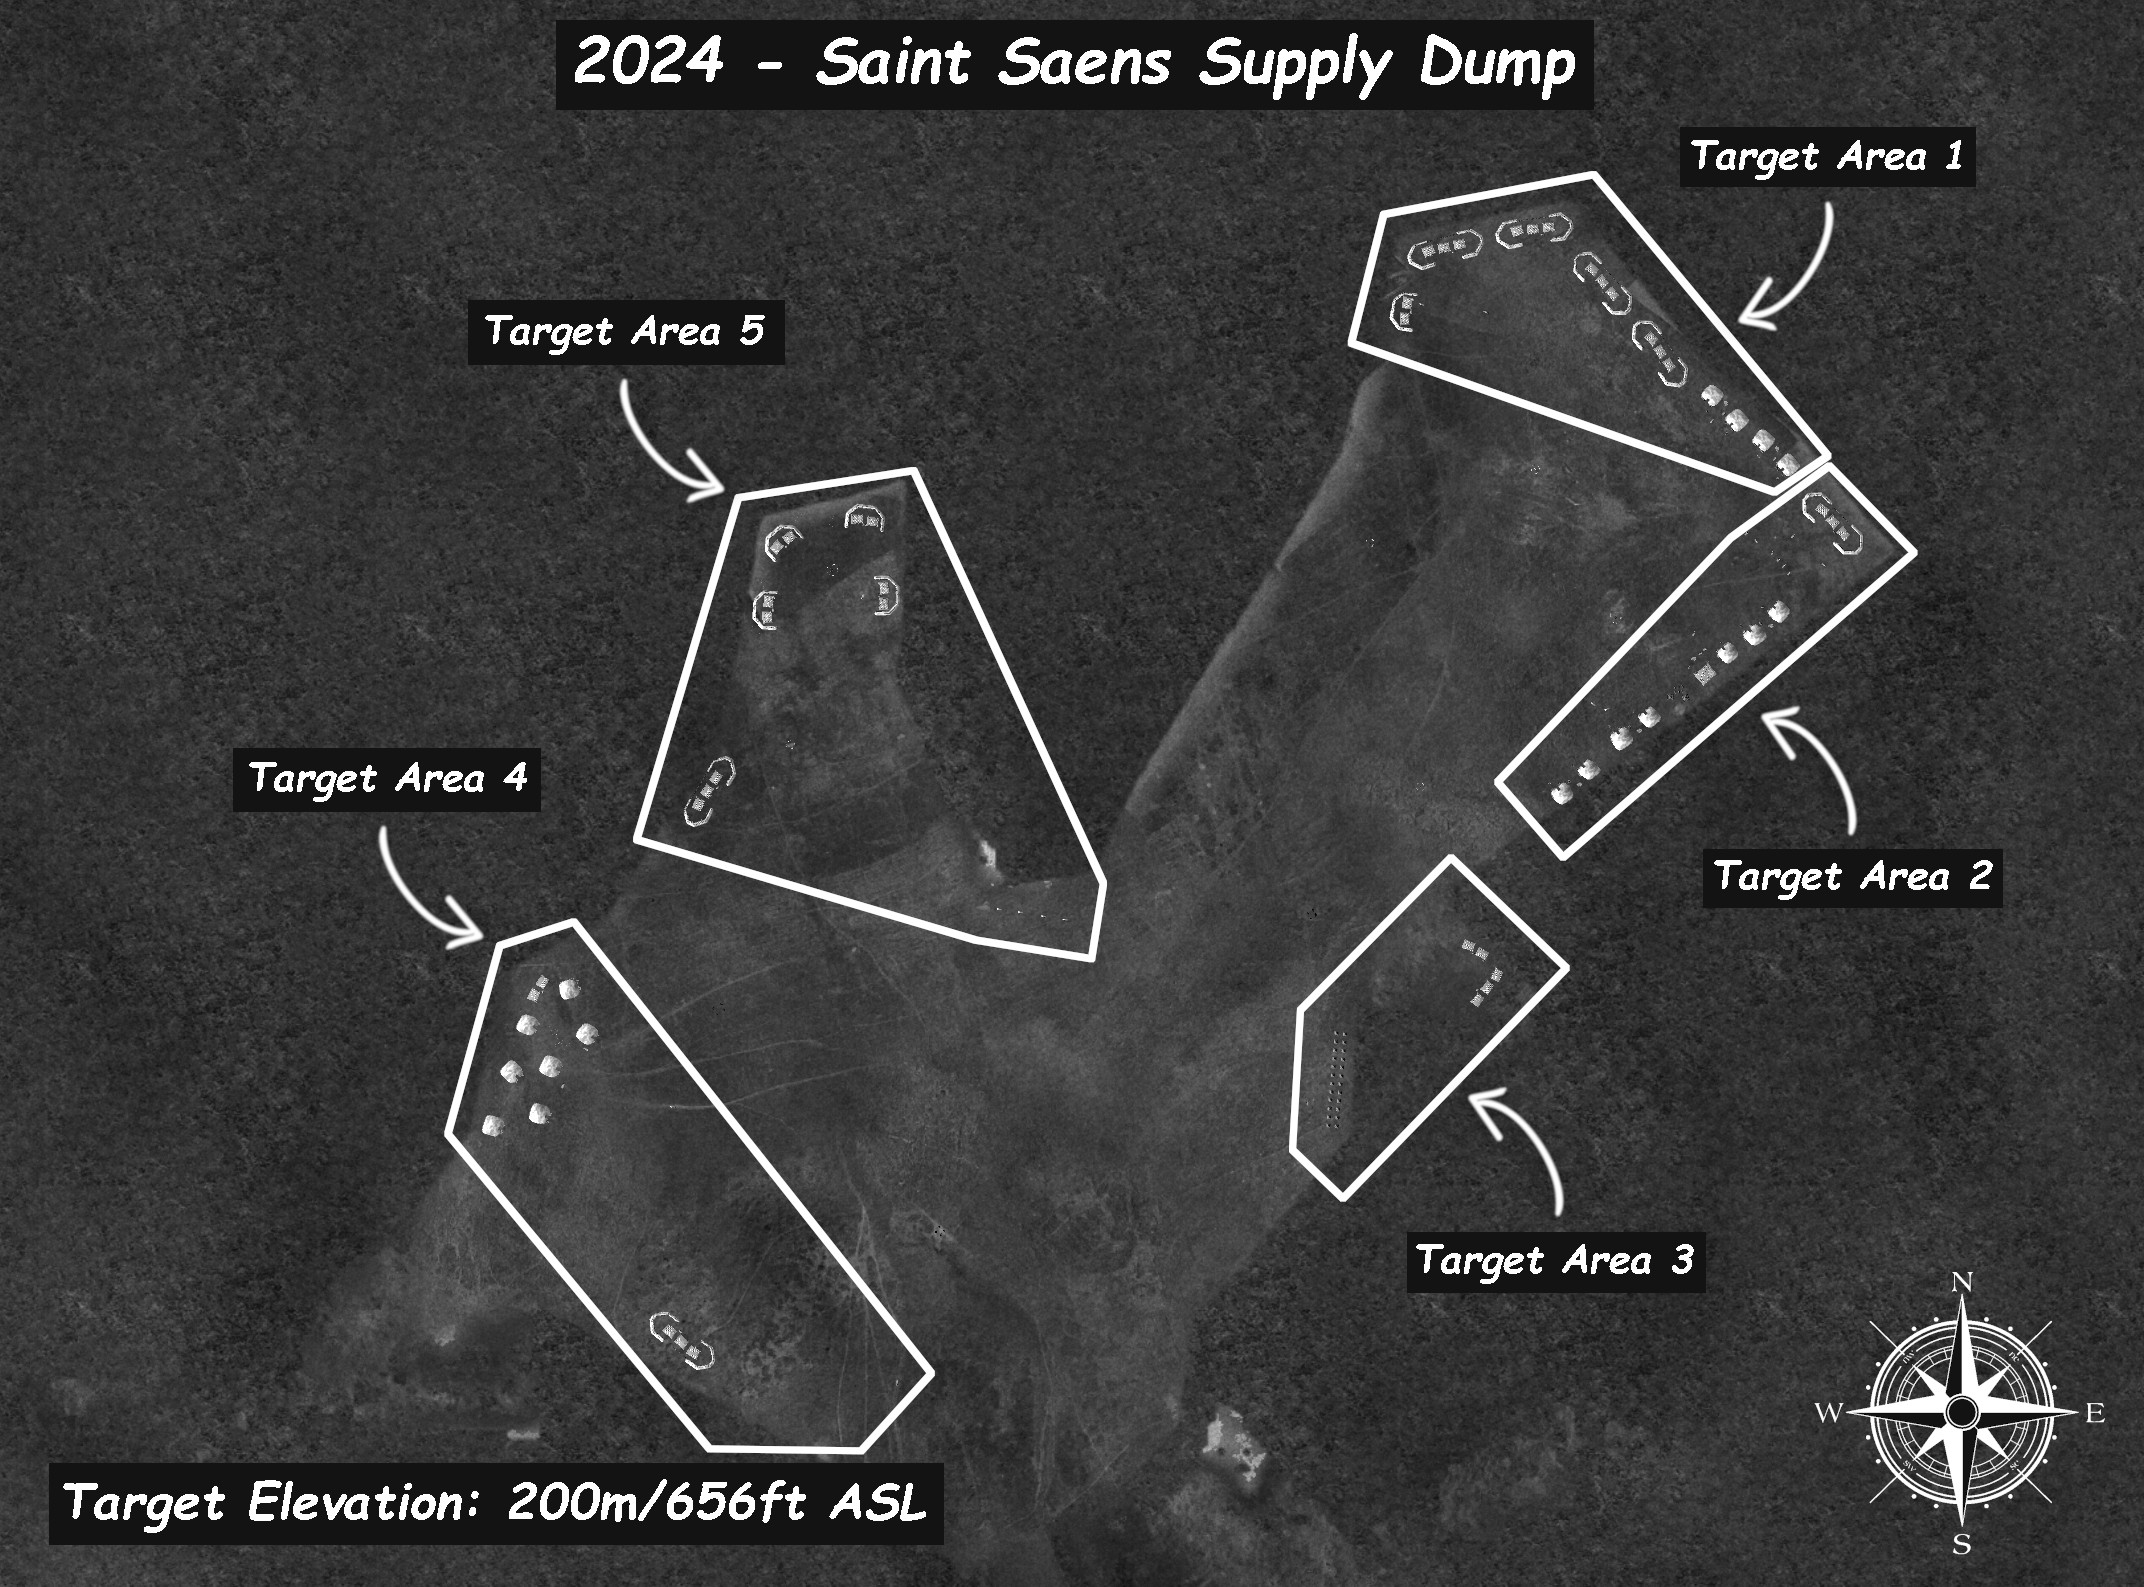 2024 - Saint Saens Supply Dump
Target Area 1
Target Area 5
Target Area 4
Target Area 2
Target Area 3
N
W
E
S
Target Elevation: 200m/656ft ASL